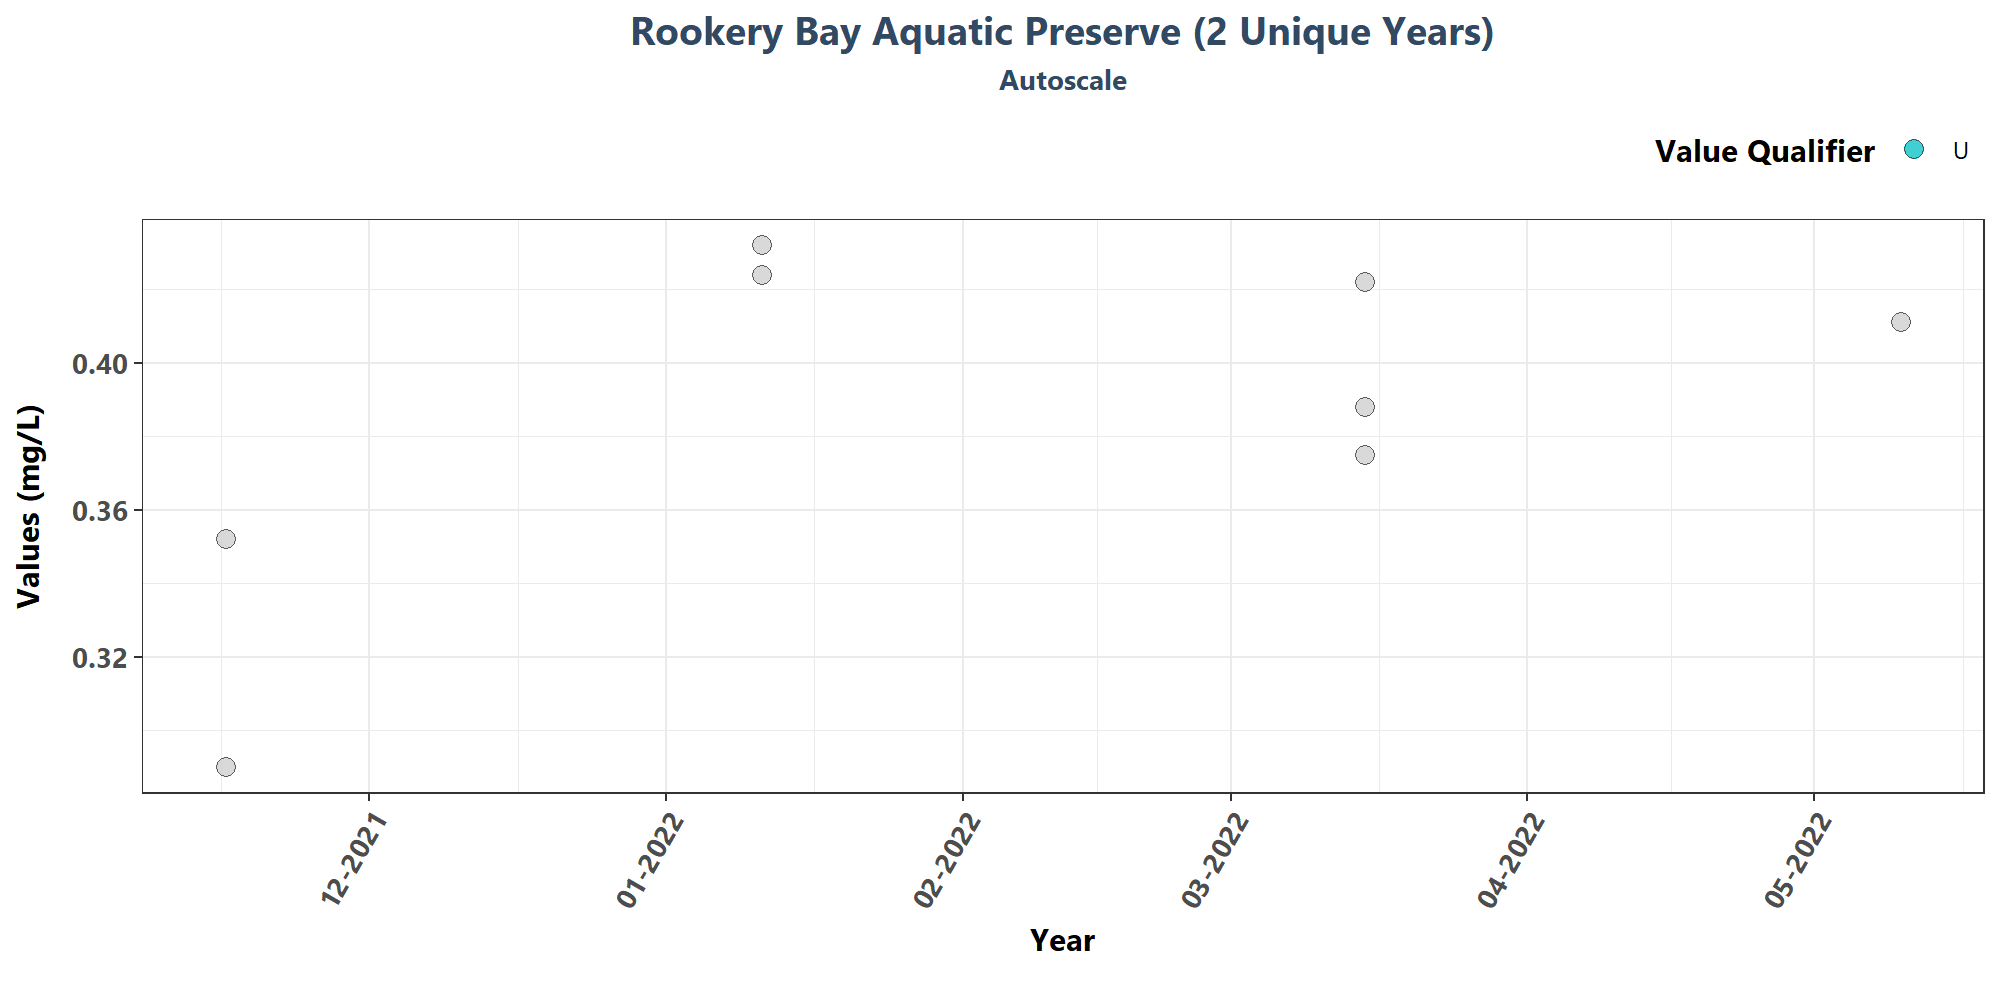 Rookery Bay Aquatic Preserve (2 Unique Years)
Autoscale
Value Qualifier U
Values (mg/L)
0.40
0.36
0.32
12-2021 01-2022 02-2022 03-2022 04-2022 05-2022
Year